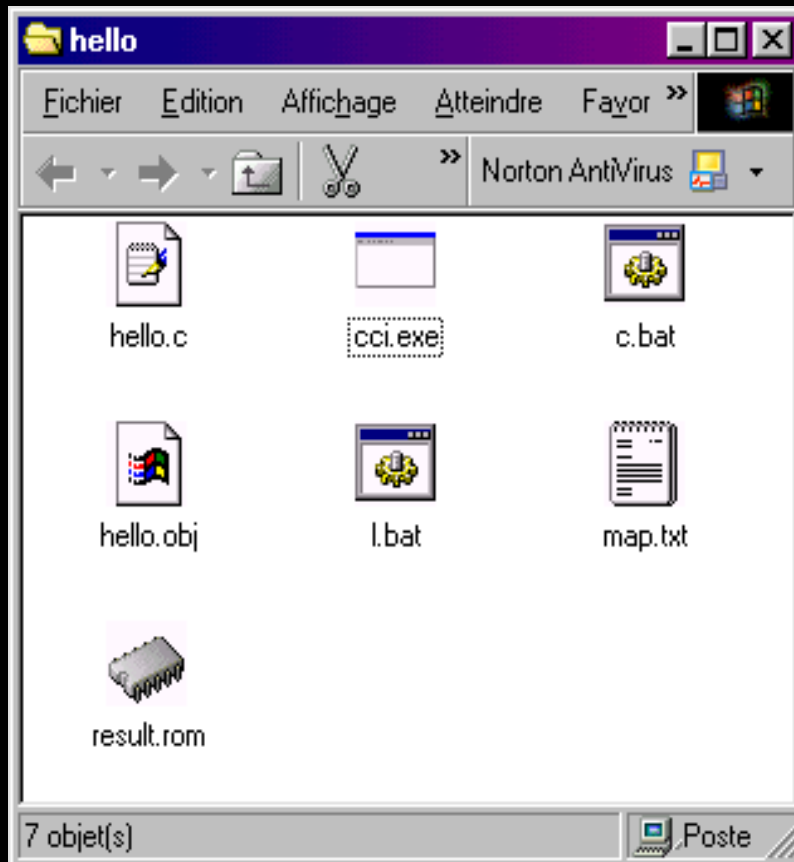 hello
Fichier Edition Affichage Atteindre Favor »
» Norton AntiVirus
hello.c cci.exe c.bat
hello.obj l.bat map.txt
result.rom
7 objet(s) Poste